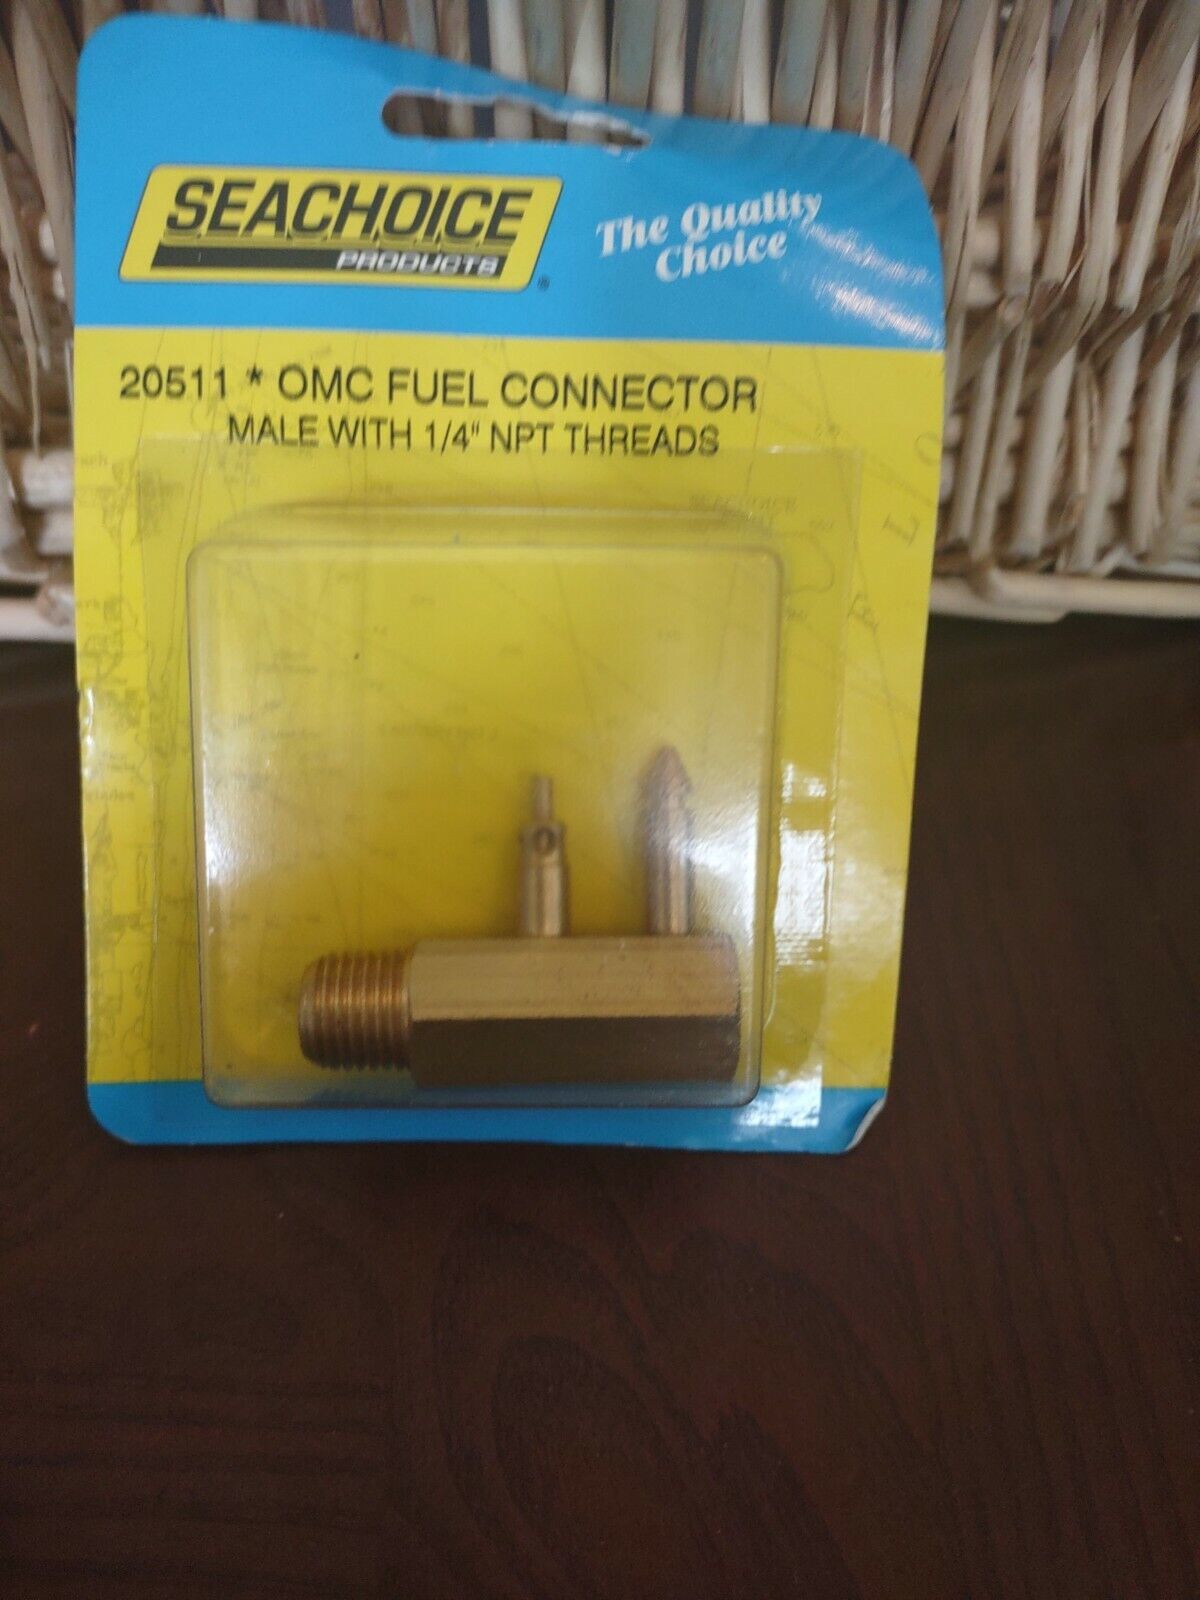 SEACHOICE
PRODUCTS
®
The Quality
Choice
20511 * OMC FUEL CONNECTOR
MALE WITH 1/4" NPT THREADS